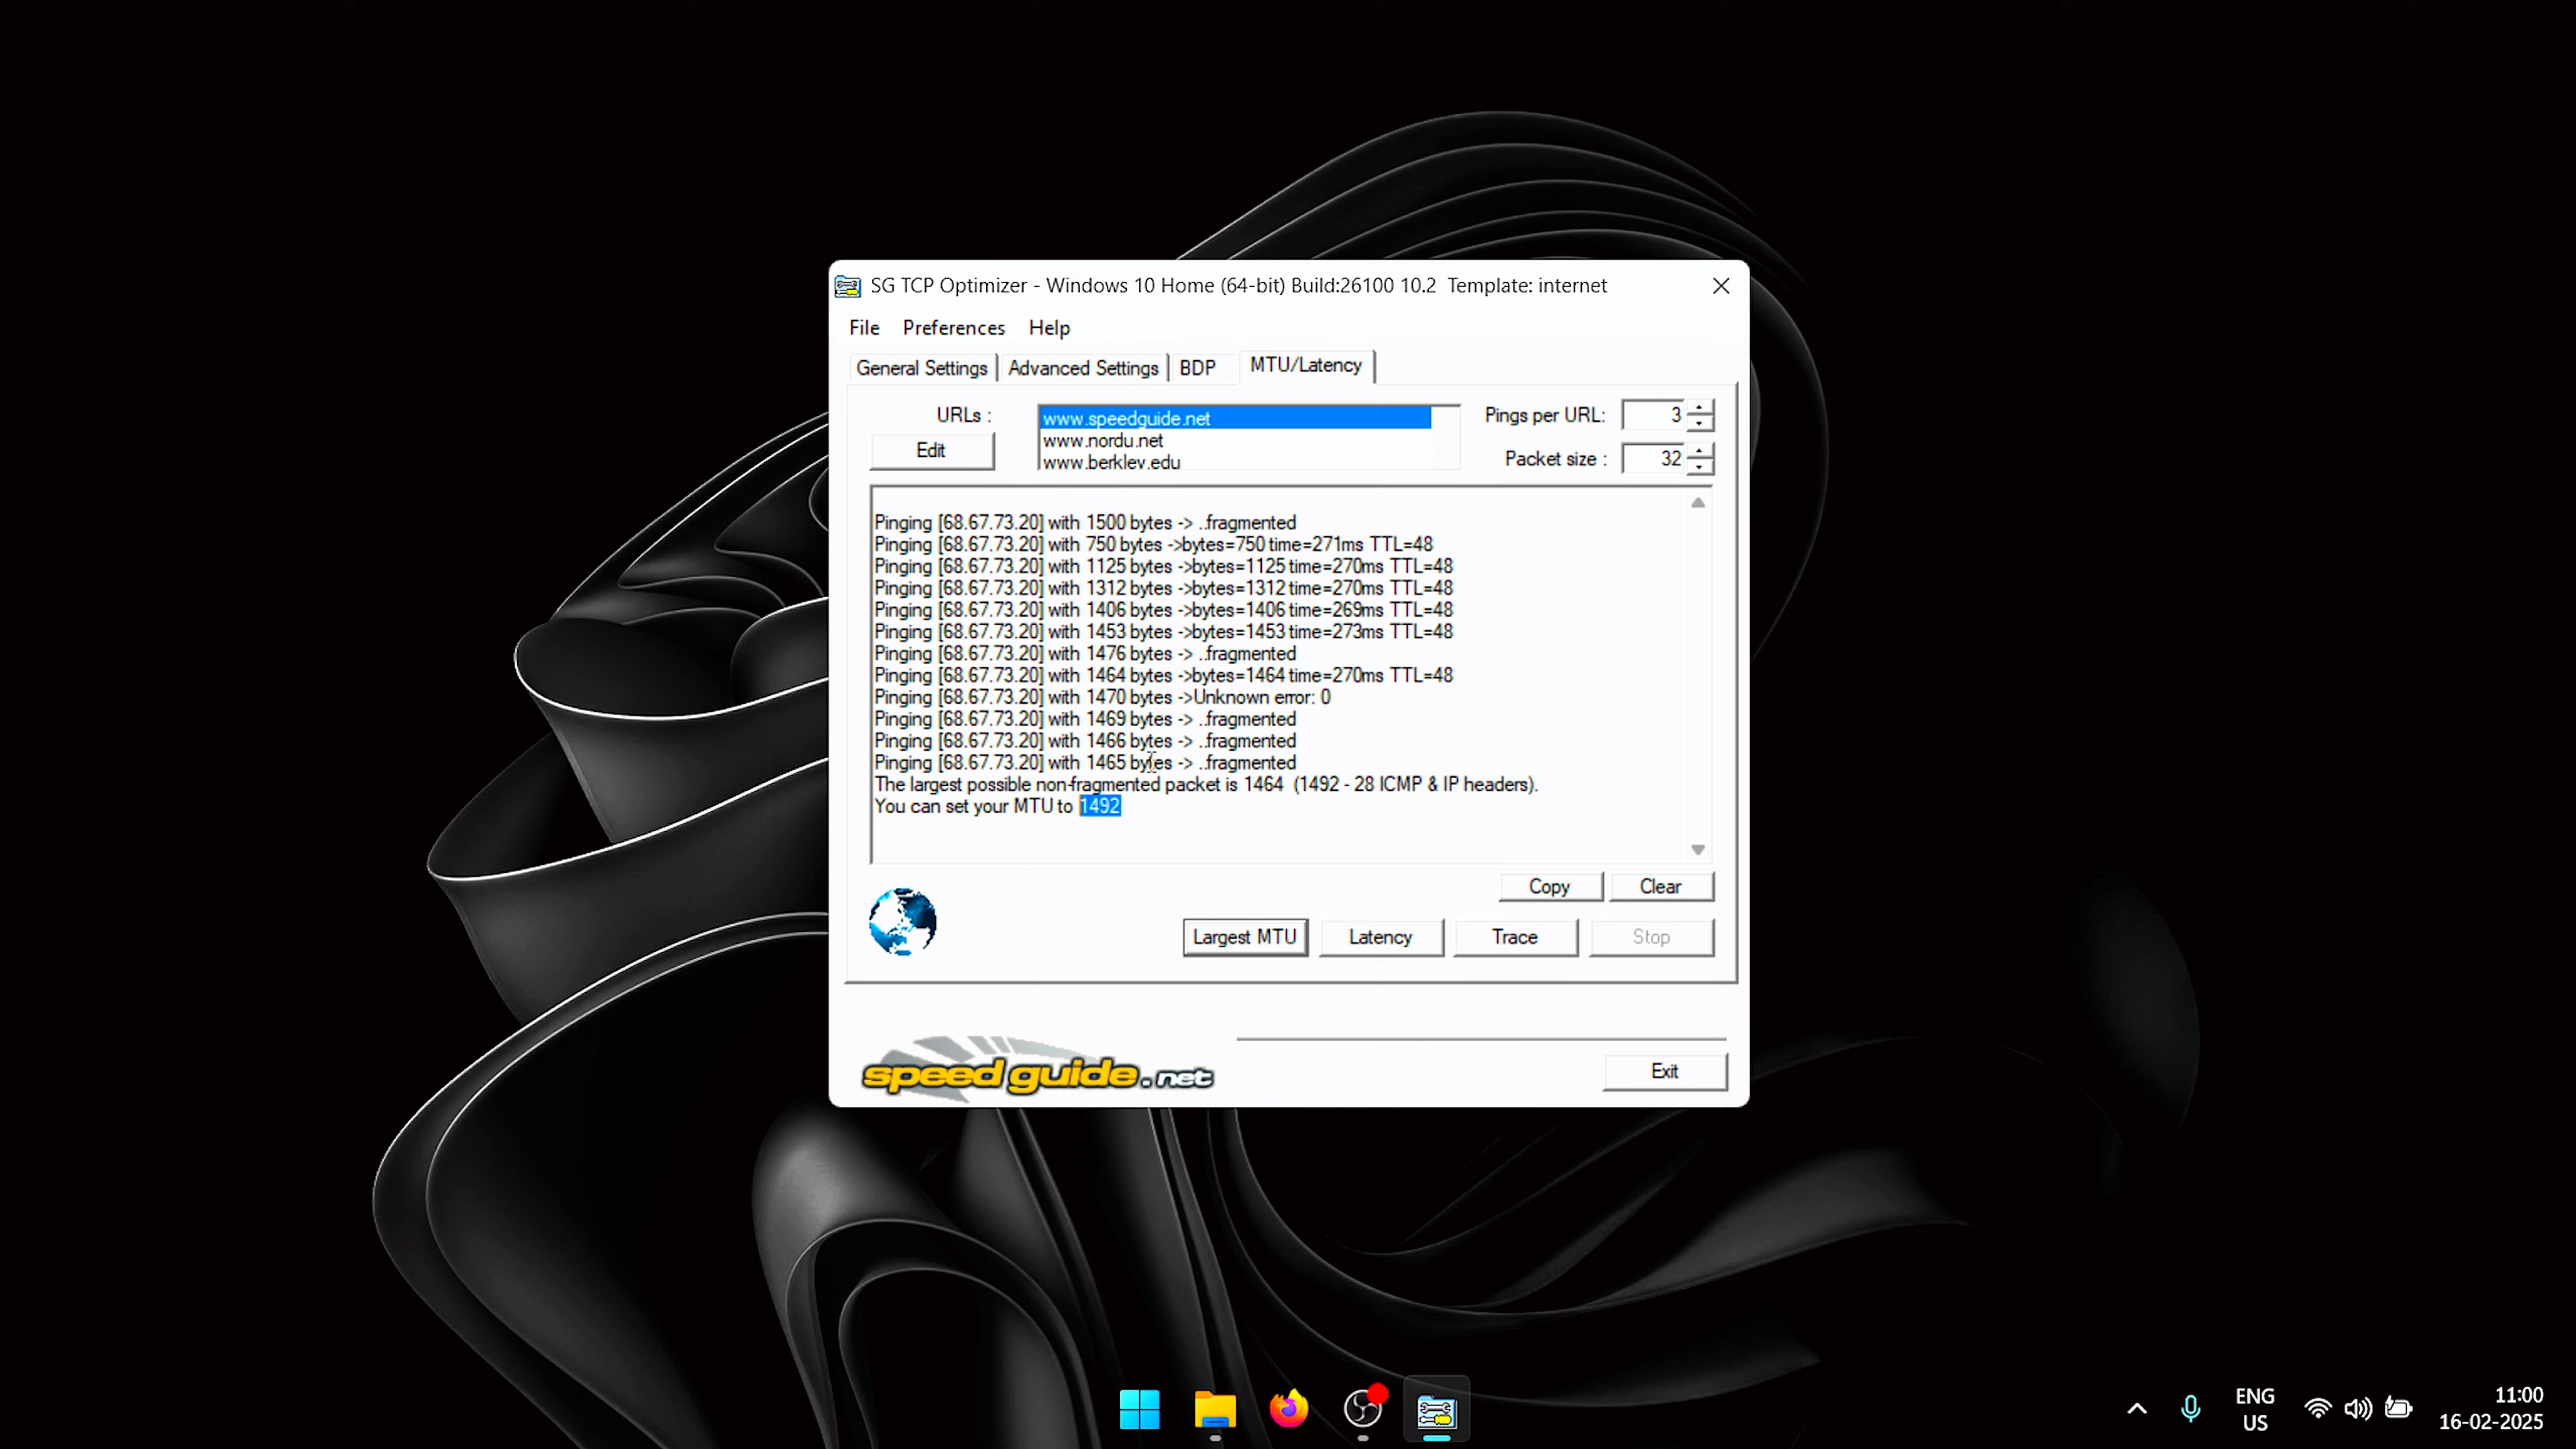 SG TCP Optimizer - Windows 10 Home (64-bit) Build:26100 10.2  Template: internet
File Preferences Help
General Settings Advanced Settings BDP MTU/Latency
URLs :
Edit
www.speedguide.net
www.nordu.net
www.berklev.edu
Pings per URL: 3
Packet size : 32
Pinging [68.67.73.20] with 1500 bytes -> ..fragmented
Pinging [68.67.73.20] with 750 bytes ->bytes=750 time=271ms TTL=48
Pinging [68.67.73.20] with 1125 bytes ->bytes=1125 time=270ms TTL=48
Pinging [68.67.73.20] with 1312 bytes ->bytes=1312 time=270ms TTL=48
Pinging [68.67.73.20] with 1406 bytes ->bytes=1406 time=269ms TTL=48
Pinging [68.67.73.20] with 1453 bytes ->bytes=1453 time=273ms TTL=48
Pinging [68.67.73.20] with 1476 bytes -> ..fragmented
Pinging [68.67.73.20] with 1464 bytes ->bytes=1464 time=270ms TTL=48
Pinging [68.67.73.20] with 1470 bytes ->Unknown error: 0
Pinging [68.67.73.20] with 1469 bytes -> ..fragmented
Pinging [68.67.73.20] with 1466 bytes -> ..fragmented
Pinging [68.67.73.20] with 1465 bytes -> ..fragmented
The largest possible non-fragmented packet is 1464  (1492 - 28 ICMP & IP headers).
You can set your MTU to 1492
Copy Clear
Largest MTU Latency Trace Stop
speed guide.net
Exit
ENG
US
11:00
16-02-2025